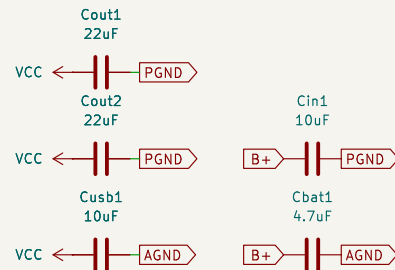 Cout1
22uF
VCC PGND
Cout2
22uF
VCC PGND
Cin1
10uF
B+ PGND
Cusb1
10uF
VCC AGND
Cbat1
4.7uF
B+ AGND